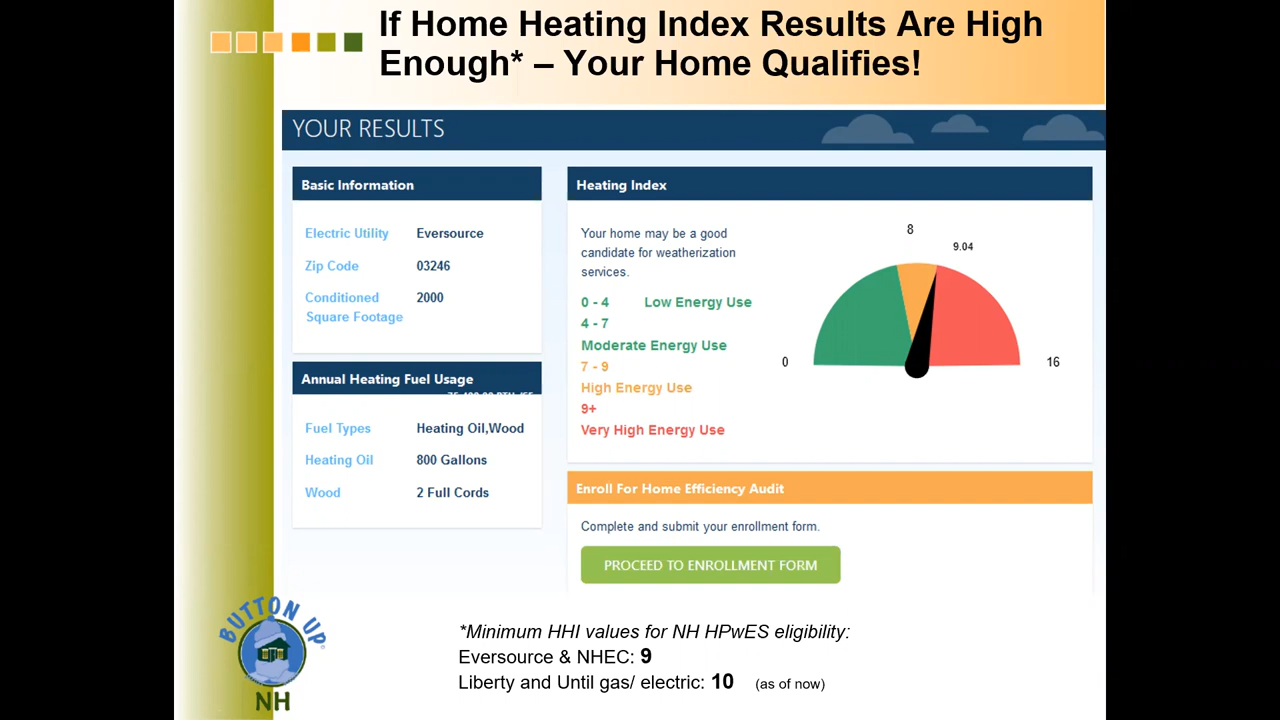 If Home Heating Index Results Are High
Enough* – Your Home Qualifies!
YOUR RESULTS
Basic Information
Electric Utility Eversource
Zip Code 03246
Conditioned 2000
Square Footage
Annual Heating Fuel Usage
Fuel Types Heating Oil,Wood
Heating Oil 800 Gallons
Wood 2 Full Cords
Heating Index
Your home may be a good
candidate for weatherization
services.
0 - 4 Low Energy Use
4 - 7
Moderate Energy Use
7 - 9
High Energy Use
9+
Very High Energy Use
8
9.04
0
16
Enroll For Home Efficiency Audit
Complete and submit your enrollment form.
PROCEED TO ENROLLMENT FORM
BUTTON UP
NH
*Minimum HHI values for NH HPwES eligibility:
Eversource & NHEC: 9
Liberty and Until gas/ electric: 10 (as of now)